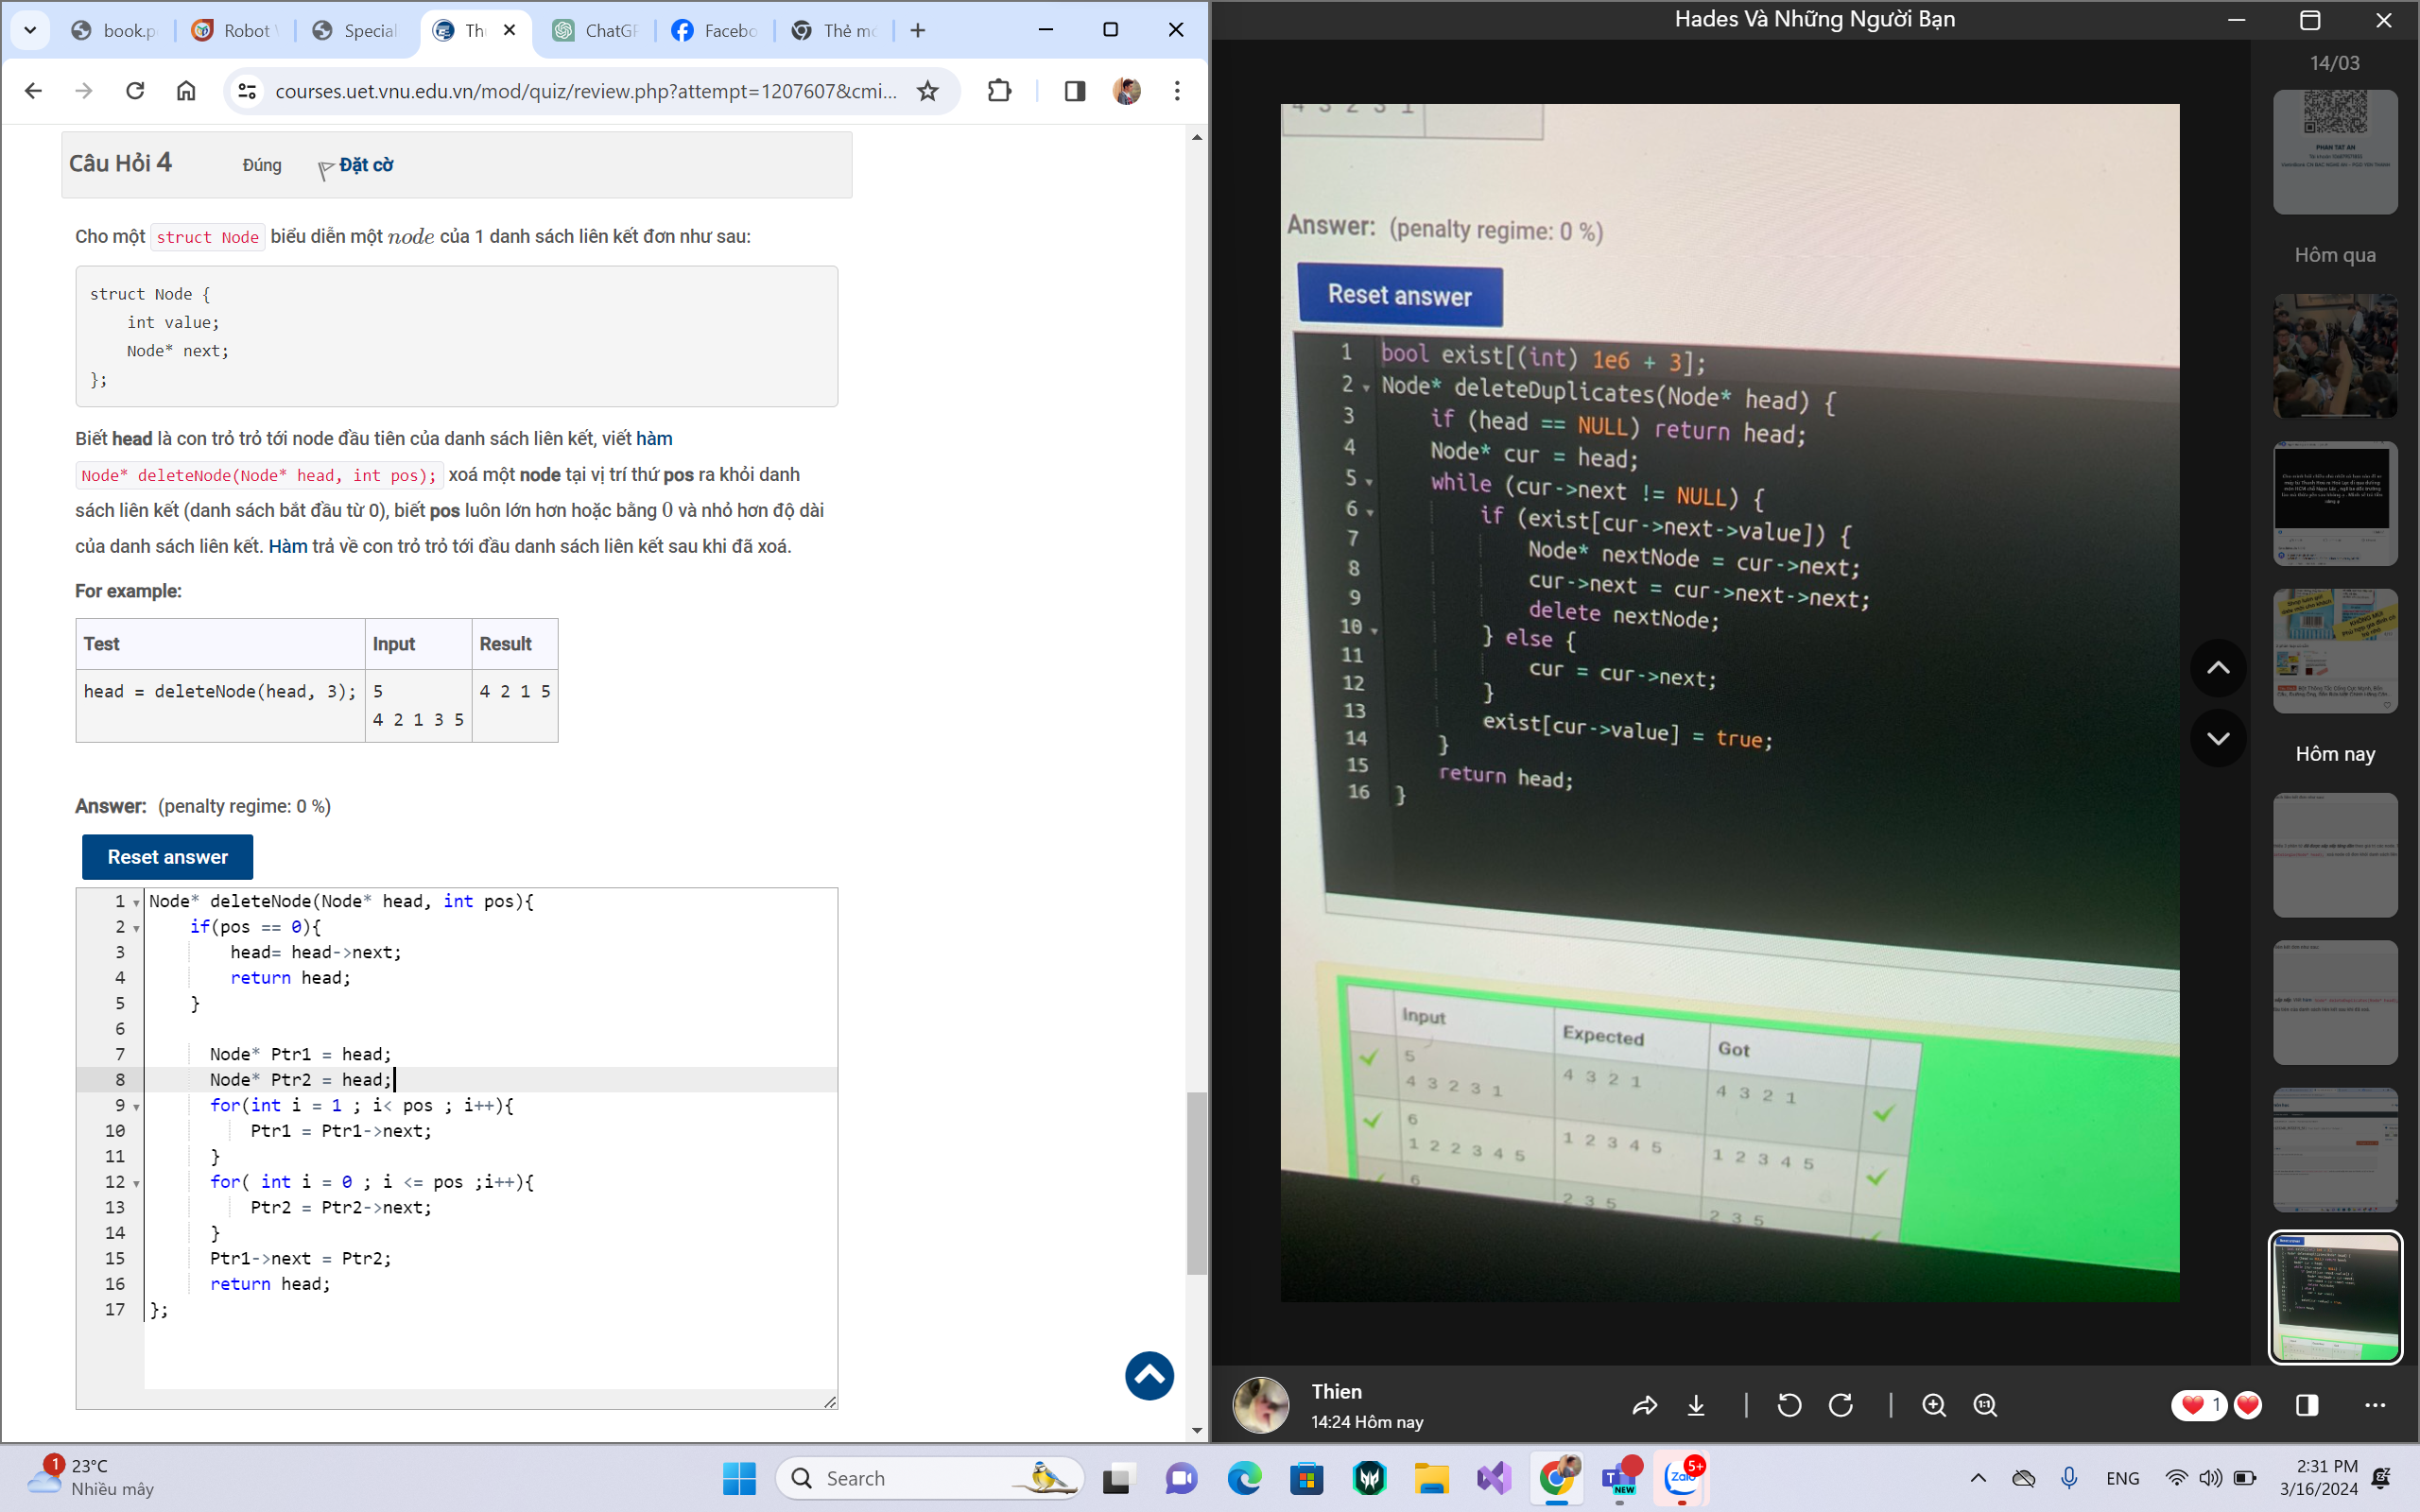 book.p
Robot
Special
Th
ChatGF
Facebo
Thẻ mớ
courses.uet.vnu.edu.vn/mod/quiz/review.php?attempt=1207607&cmi...
Câu Hỏi 4
Đúng
Đặt cờ
Cho một struct Node biểu diễn một node của 1 danh sách liên kết đơn như sau:
struct Node {
    int value;
    Node* next;
};
Biết head là con trỏ trỏ tới node đầu tiên của danh sách liên kết, viết hàm
Node* deleteNode(Node* head, int pos); xoá một node tại vị trí thứ pos ra khỏi danh
sách liên kết (danh sách bắt đầu từ 0), biết pos luôn lớn hơn hoặc bằng 0 và nhỏ hơn độ dài
của danh sách liên kết. Hàm trả về con trỏ trỏ tới đầu danh sách liên kết sau khi đã xoá.
For example:
Test Input Result
head = deleteNode(head, 3); 5 4 2 1 5
4 2 1 3 5
Answer: (penalty regime: 0 %)
Reset answer
1 Node* deleteNode(Node* head, int pos){
2     if(pos == 0){
3         head= head->next;
4         return head;
5     }
6
7       Node* Ptr1 = head;
8       Node* Ptr2 = head;
9       for(int i = 1 ; i< pos ; i++){
10           Ptr1 = Ptr1->next;
11       }
12       for( int i = 0 ; i <= pos ;i++){
13           Ptr2 = Ptr2->next;
14       }
15       Ptr1->next = Ptr2;
16       return head;
17 };
Hades Và Những Người Bạn
4 3 2 3 1
Answer: (penalty regime: 0 %)
Reset answer
1 bool exist[(int) 1e6 + 3];
2 Node* deleteDuplicates(Node* head) {
3     if (head == NULL) return head;
4     Node* cur = head;
5     while (cur->next != NULL) {
6         if (exist[cur->next->value]) {
7             Node* nextNode = cur->next;
8             cur->next = cur->next->next;
9             delete nextNode;
10         } else {
11             cur = cur->next;
12         }
13         exist[cur->value] = true;
14     }
15     return head;
16 }
Input Expected Got
5
4 3 2 3 1 4 3 2 1 4 3 2 1
6
1 2 2 3 4 5 1 2 3 4 5 1 2 3 4 5
6
2 3 5 2 3 5
14/03
PHAN TAT AN
Hôm qua
Hôm nay
Thien
14:24 Hôm nay
1:1
1
1
23°C
Nhiều mây
Search
NEW
Zalo
5+
ENG
2:31 PM
3/16/2024